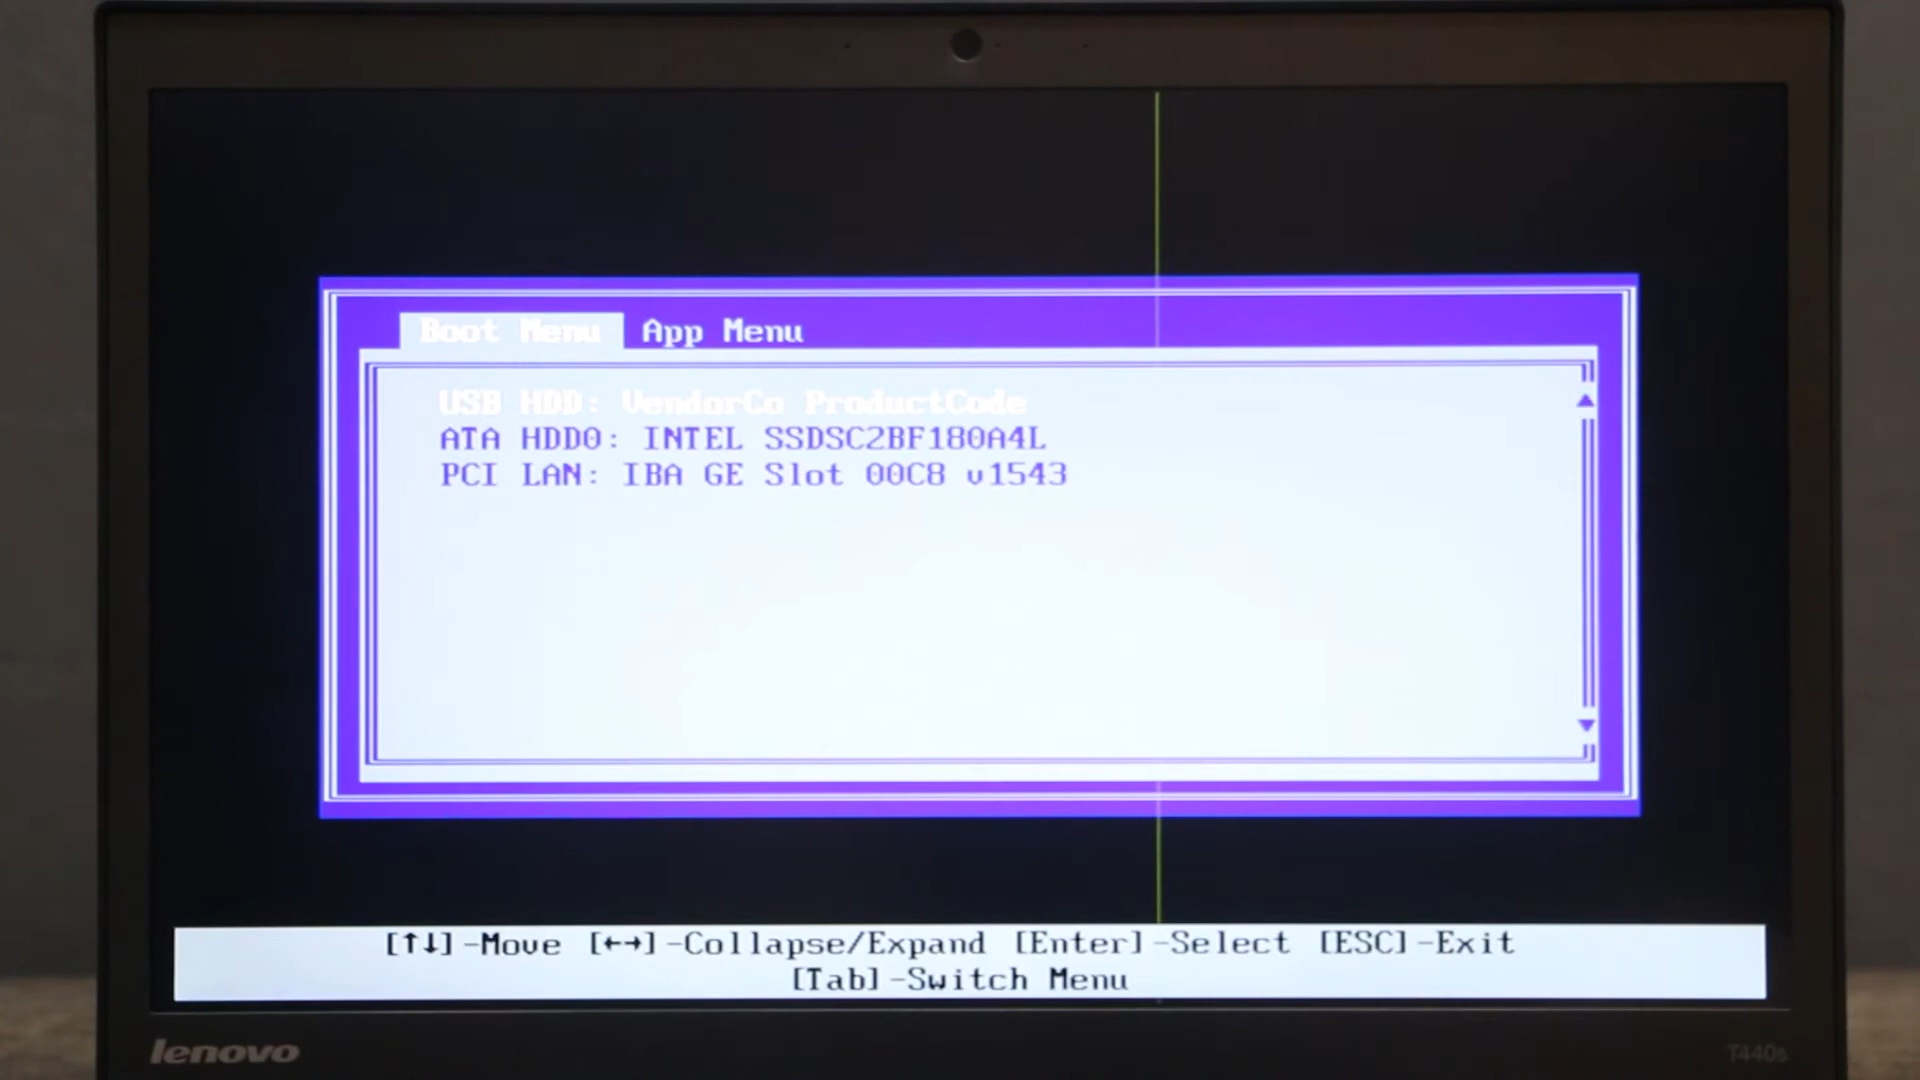 Boot Menu App Menu
USB HDD: VendorCo ProductCode
ATA HDD0: INTEL SSDSC2BF180A4L
PCI LAN: IBA GE Slot 00C8 v1543
[↑↓]-Move [←→]-Collapse/Expand [Enter]-Select [ESC]-Exit
[Tab]-Switch Menu
lenovo
T440s